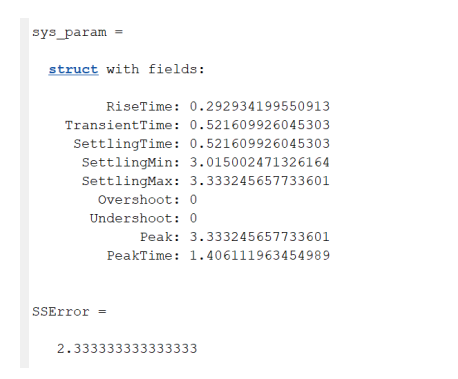 sys_param =
struct with fields:
RiseTime: 0.292934199550913
TransientTime: 0.521609926045303
SettlingTime: 0.521609926045303
SettlingMin: 3.015002471326164
SettlingMax: 3.333245657733601
Overshoot: 0
Undershoot: 0
Peak: 3.333245657733601
PeakTime: 1.406111963454989
SSError =
2.333333333333333